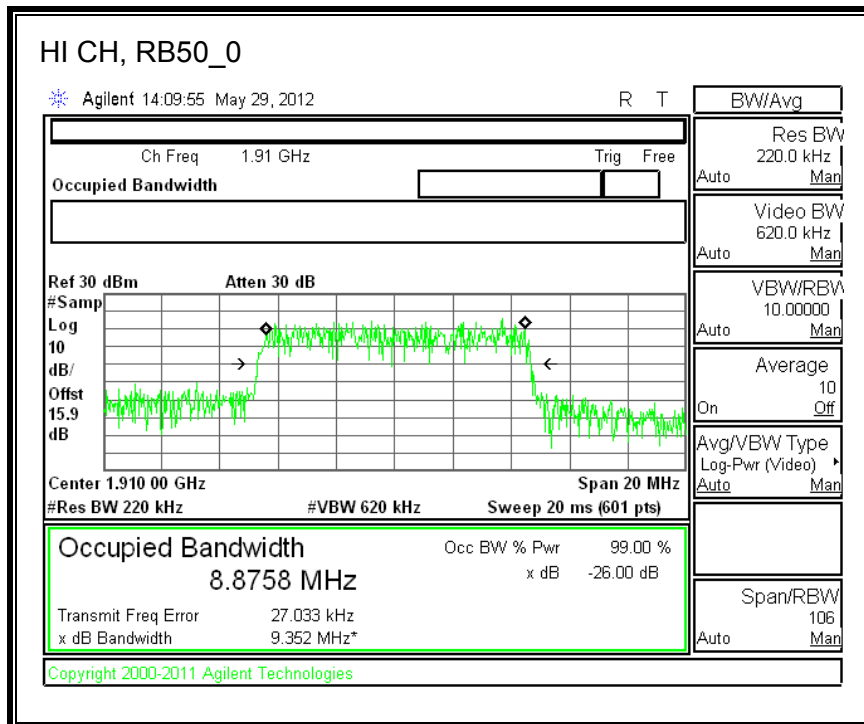 HI CH, RB50_0
Agilent 14:09:55 May 29, 2012 R T
Ch Freq 1.91 GHz Trig Free
Occupied Bandwidth
Ref 30 dBm Atten 30 dB
#Samp
Log
10
dB/
Offst
15.9
dB
Center 1.910 00 GHz Span 20 MHz
#Res BW 220 kHz #VBW 620 kHz Sweep 20 ms (601 pts)
Occupied Bandwidth Occ BW % Pwr 99.00 %
8.8758 MHz x dB -26.00 dB
Transmit Freq Error 27.033 kHz
x dB Bandwidth 9.352 MHz*
Copyright 2000-2011 Agilent Technologies
BW/Avg
Res BW
220.0 kHz
Auto Man
Video BW
620.0 kHz
Auto Man
VBW/RBW
10.00000
Auto Man
Average
10
On Off
Avg/VBW Type
Log-Pwr (Video)
Auto Man
Span/RBW
106
Auto Man